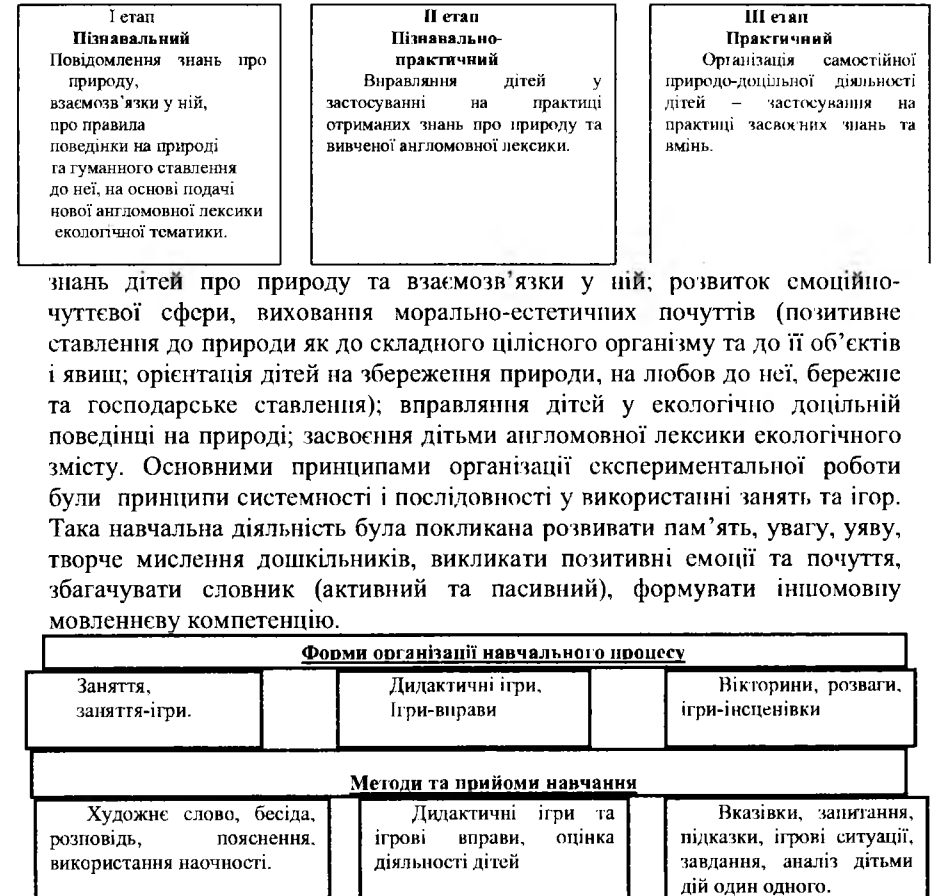 І етап
Пізнавальний
Повідомлення знань про
природу,
взаємозв'язки у ній,
про правила
поведінки на природі
та гуманного ставлення
до неї, на основі подачі
нової англомовної лексики
екологічної тематики.
ІІ етап
Пізнавально-
практичний
Вправляння дітей у
застосуванні на практиці
отриманих знань про природу та
вивченої англомовної лексики.
ІІІ етап
Практичний
Організація самостійної
природо-доцільної діяльності
дітей – застосування на
практиці засвоєних знань та
вмінь.
знань дітей про природу та взаємозв'язки у ній; розвиток емоційно-
чуттєвої сфери, виховання морально-естетичних почуттів (позитивне
ставлення до природи як до складного цілісного організму та до її об'єктів
і явищ; орієнтація дітей на збереження природи, на любов до неї, бережне
та господарське ставлення); вправляння дітей у екологічно доцільній
поведінці на природі; засвоєння дітьми англомовної лексики екологічного
змісту. Основними принципами організації експериментальної роботи
були принципи системності і послідовності у використанні занять та ігор.
Така навчальна діяльність була покликана розвивати пам'ять, увагу, уяву,
творче мислення дошкільників, викликати позитивні емоції та почуття,
збагачувати словник (активний та пасивний), формувати іншомовну
мовленнєву компетенцію.
Форми організації навчального процесу
Заняття,
заняття-ігри.
Дидактичні ігри,
Ігри-вправи
Вікторини, розваги,
ігри-інсценівки
Методи та прийоми навчання
Художнє слово, бесіда,
розповідь, пояснення,
використання наочності.
Дидактичні ігри та
ігрові вправи, оцінка
діяльності дітей
Вказівки, запитання,
підказки, ігрові ситуації,
завдання, аналіз дітьми
дій один одного.